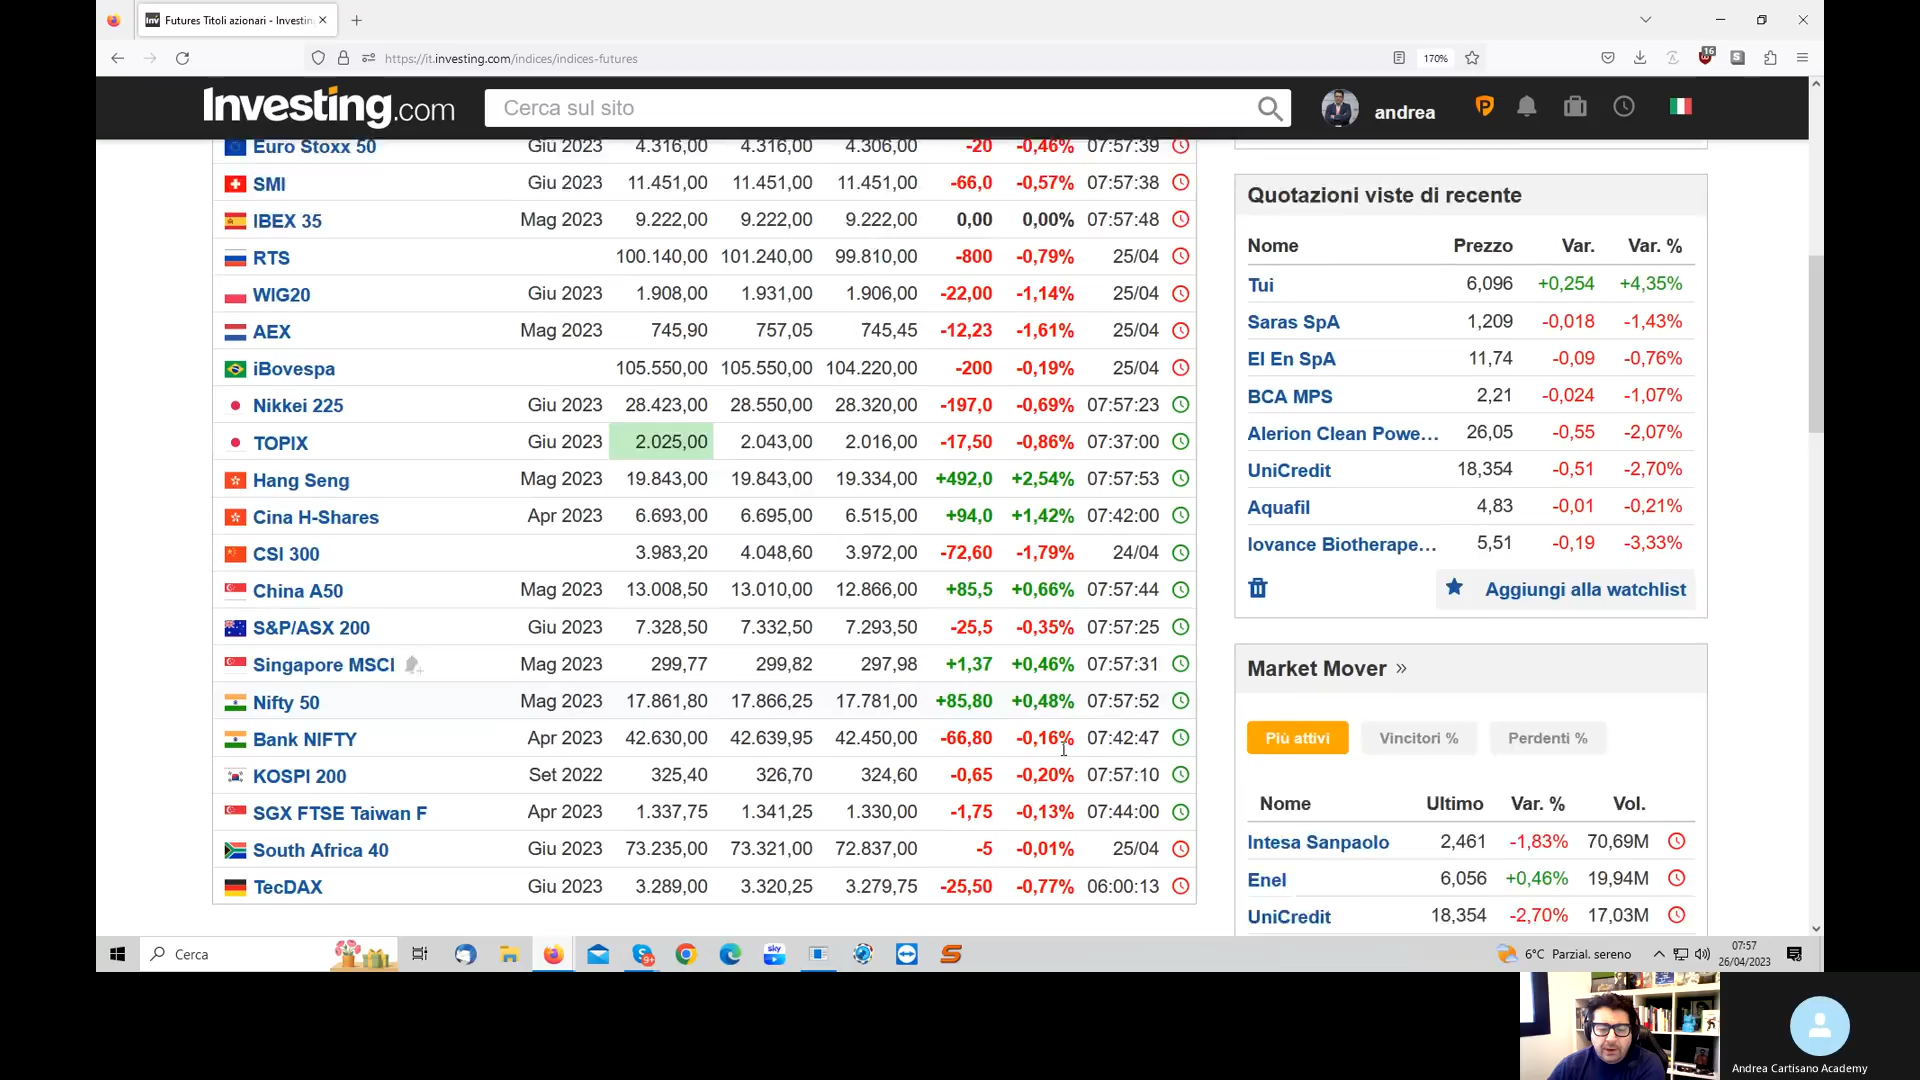 Futures Titoli azionari - Investin
https://it.investing.com/indices/indices-futures
170%
16
Investing.com
Cerca sul sito
andrea
Euro Stoxx 50 Giu 2023 4.316,00 4.316,00 4.306,00 -20 -0,46% 07:57:39
SMI Giu 2023 11.451,00 11.451,00 11.451,00 -66,0 -0,57% 07:57:38
IBEX 35 Mag 2023 9.222,00 9.222,00 9.222,00 0,00 0,00% 07:57:48
RTS 100.140,00 101.240,00 99.810,00 -800 -0,79% 25/04
WIG20 Giu 2023 1.908,00 1.931,00 1.906,00 -22,00 -1,14% 25/04
AEX Mag 2023 745,90 757,05 745,45 -12,23 -1,61% 25/04
iBovespa 105.550,00 105.550,00 104.220,00 -200 -0,19% 25/04
Nikkei 225 Giu 2023 28.423,00 28.550,00 28.320,00 -197,0 -0,69% 07:57:23
TOPIX Giu 2023 2.025,00 2.043,00 2.016,00 -17,50 -0,86% 07:37:00
Hang Seng Mag 2023 19.843,00 19.843,00 19.334,00 +492,0 +2,54% 07:57:53
Cina H-Shares Apr 2023 6.693,00 6.695,00 6.515,00 +94,0 +1,42% 07:42:00
CSI 300 3.983,20 4.048,60 3.972,00 -72,60 -1,79% 24/04
China A50 Mag 2023 13.008,50 13.010,00 12.866,00 +85,5 +0,66% 07:57:44
S&P/ASX 200 Giu 2023 7.328,50 7.332,50 7.293,50 -25,5 -0,35% 07:57:25
Singapore MSCI Mag 2023 299,77 299,82 297,98 +1,37 +0,46% 07:57:31
Nifty 50 Mag 2023 17.861,80 17.866,25 17.781,00 +85,80 +0,48% 07:57:52
Bank NIFTY Apr 2023 42.630,00 42.639,95 42.450,00 -66,80 -0,16% 07:42:47
KOSPI 200 Set 2022 325,40 326,70 324,60 -0,65 -0,20% 07:57:10
SGX FTSE Taiwan F Apr 2023 1.337,75 1.341,25 1.330,00 -1,75 -0,13% 07:44:00
South Africa 40 Giu 2023 73.235,00 73.321,00 72.837,00 -5 -0,01% 25/04
TecDAX Giu 2023 3.289,00 3.320,25 3.279,75 -25,50 -0,77% 06:00:13
Quotazioni viste di recente
Nome Prezzo Var. Var. %
Tui 6,096 +0,254 +4,35%
Saras SpA 1,209 -0,018 -1,43%
El En SpA 11,74 -0,09 -0,76%
BCA MPS 2,21 -0,024 -1,07%
Alerion Clean Powe... 26,05 -0,55 -2,07%
UniCredit 18,354 -0,51 -2,70%
Aquafil 4,83 -0,01 -0,21%
Iovance Biotherape... 5,51 -0,19 -3,33%
Aggiungi alla watchlist
Market Mover »
Più attivi Vincitori % Perdenti %
Nome Ultimo Var. % Vol.
Intesa Sanpaolo 2,461 -1,83% 70,69M
Enel 6,056 +0,46% 19,94M
UniCredit 18,354 -2,70% 17,03M
Cerca
9+
sky
6°C Parzial. sereno
07:57
26/04/2023
Andrea Cartisano Academy